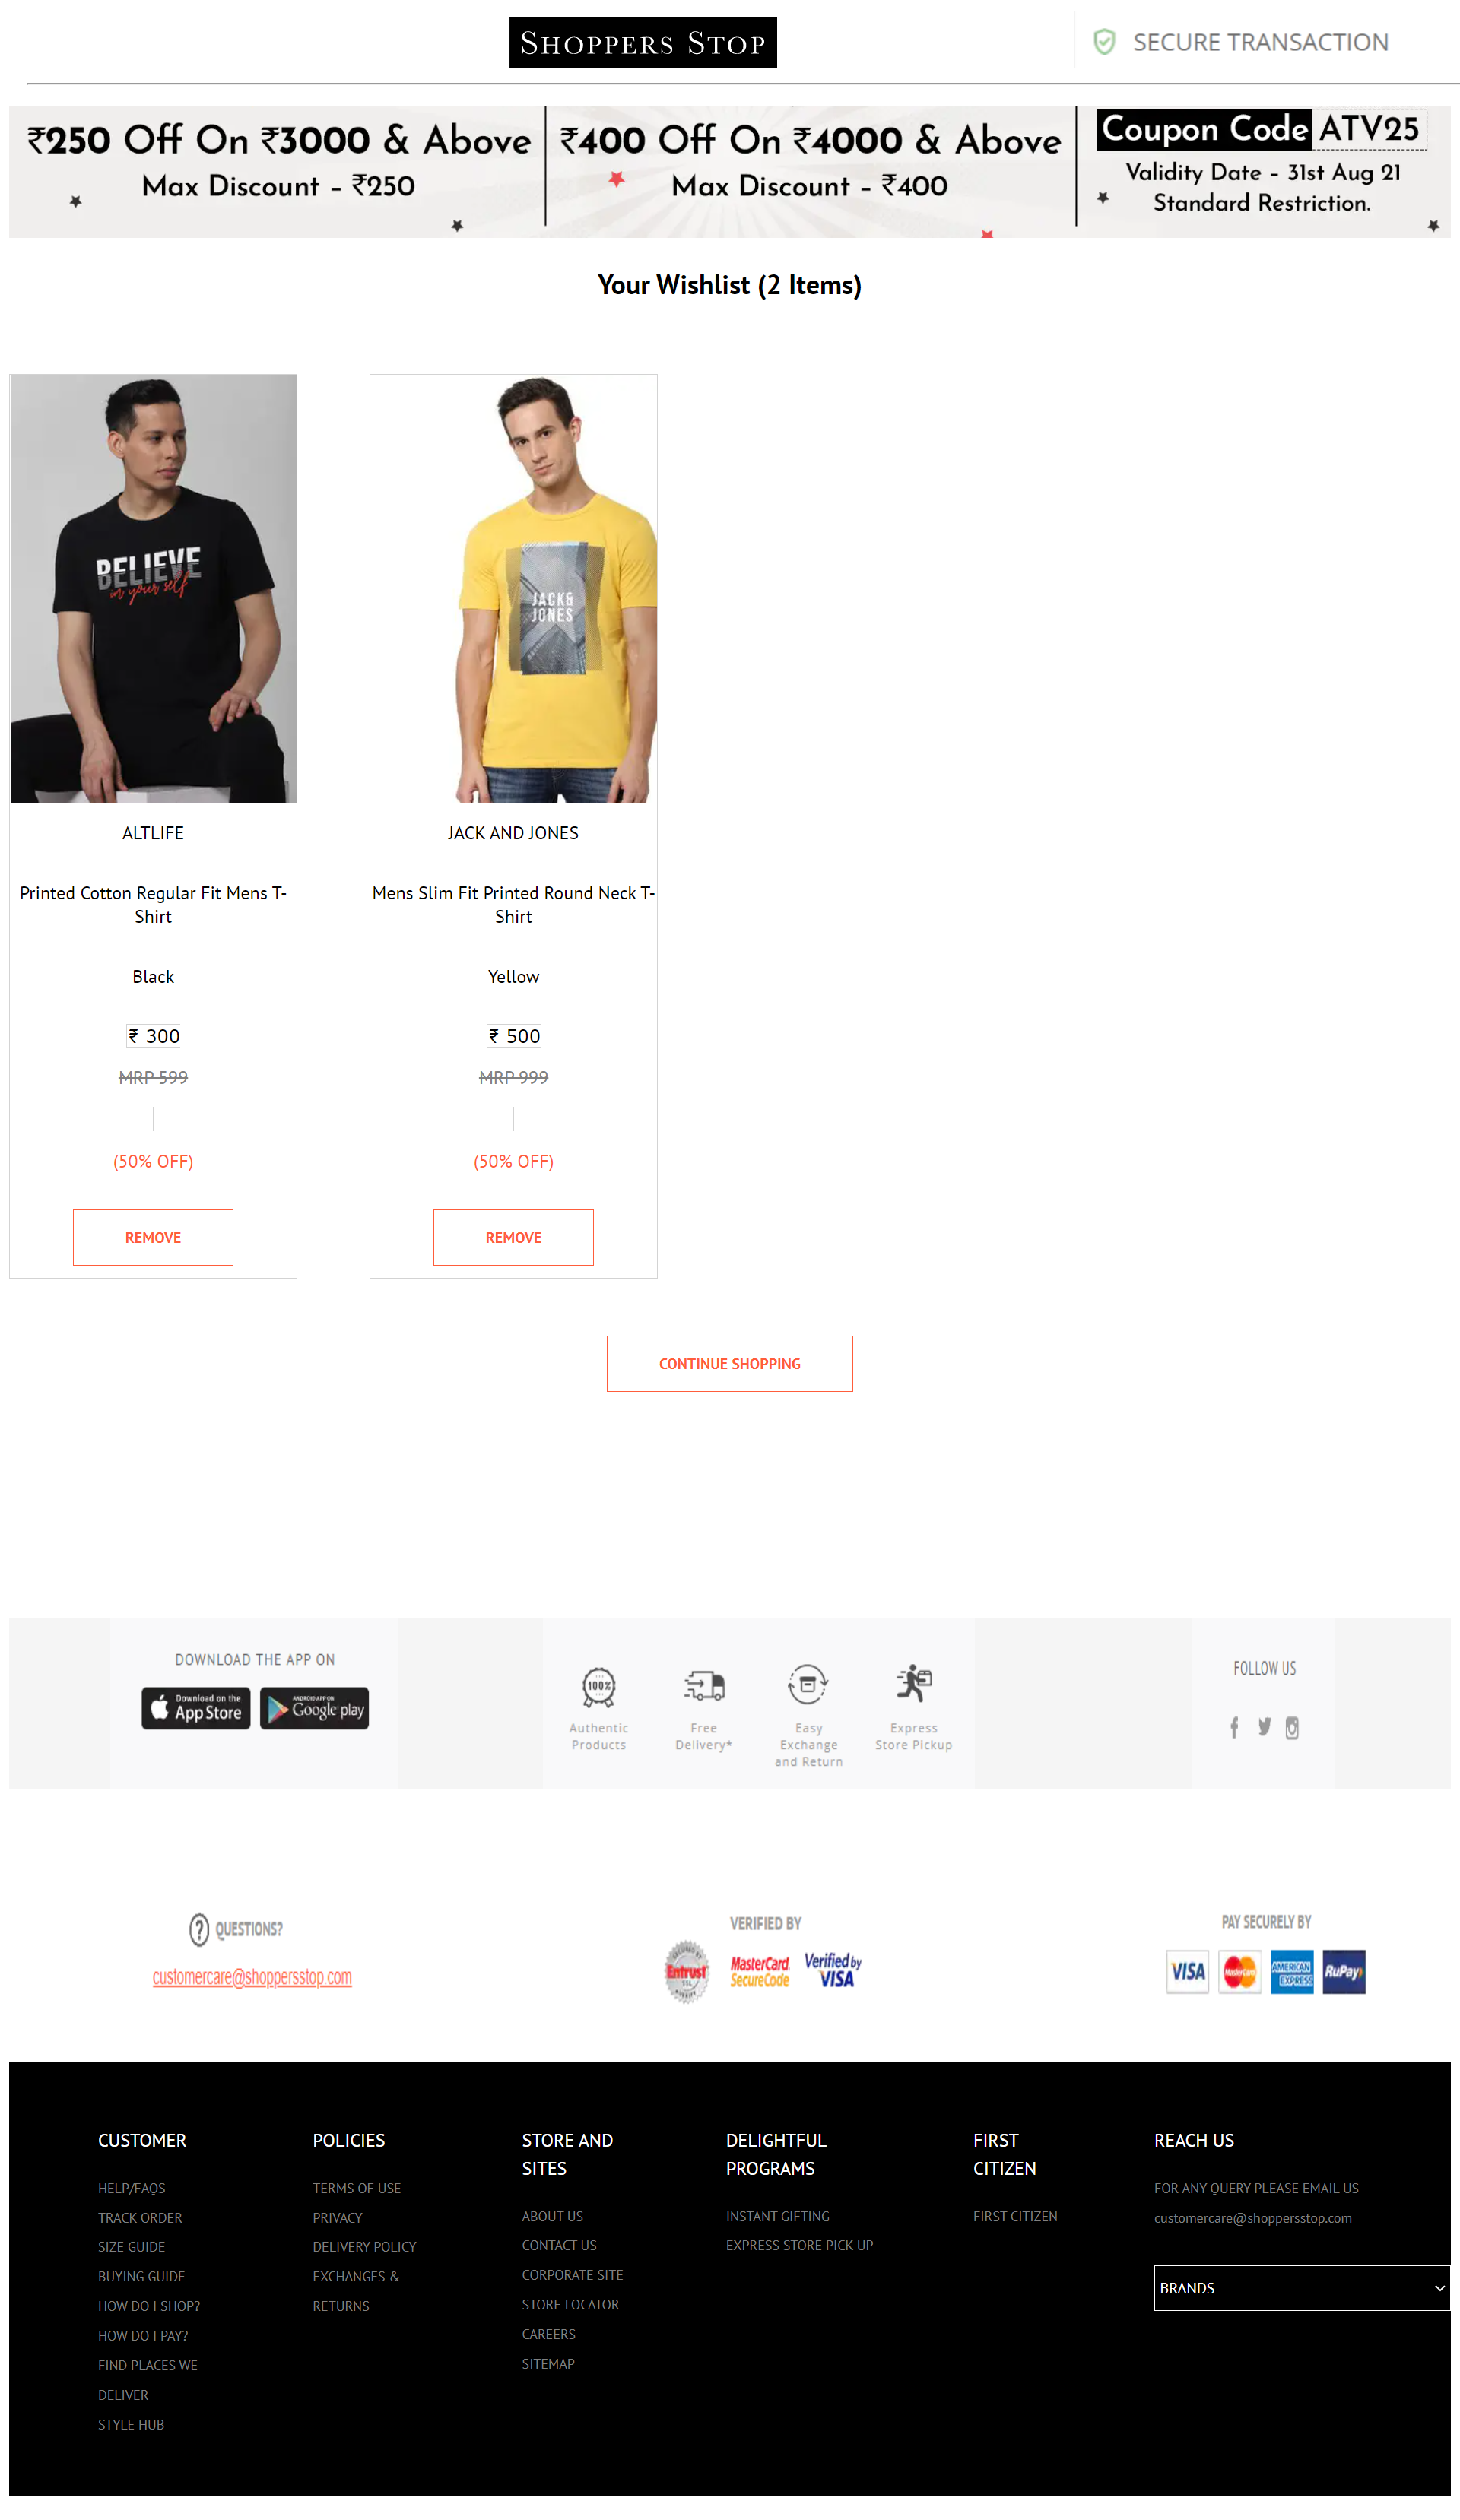 SHOPPERS STOP
SECURE TRANSACTION
₹250 Off On ₹3000 & Above
Max Discount - ₹250
₹400 Off On ₹4000 & Above
Max Discount - ₹400
Coupon Code ATV25
Validity Date - 31st Aug 21
Standard Restriction.
Your Wishlist (2 Items)
BELIEVE
in your self
ALTLIFE
Printed Cotton Regular Fit Mens T-
Shirt
Black
₹ 300
MRP 599
(50% OFF)
REMOVE
JACK&
JONES
JACK AND JONES
Mens Slim Fit Printed Round Neck T-
Shirt
Yellow
₹ 500
MRP 999
(50% OFF)
REMOVE
CONTINUE SHOPPING
DOWNLOAD THE APP ON
Download on the
App Store
ANDROID APP ON
Google play
100%
Authentic
Products
Free
Delivery*
Easy
Exchange
and Return
Express
Store Pickup
FOLLOW US
? QUESTIONS?
customercare@shoppersstop.com
VERIFIED BY
Entrust
SSL
MasterCard.
SecureCode
Verified by
VISA
PAY SECURELY BY
VISA
MasterCard
AMERICAN
EXPRESS
RuPay
CUSTOMER
HELP/FAQS
TRACK ORDER
SIZE GUIDE
BUYING GUIDE
HOW DO I SHOP?
HOW DO I PAY?
FIND PLACES WE
DELIVER
STYLE HUB
POLICIES
TERMS OF USE
PRIVACY
DELIVERY POLICY
EXCHANGES &
RETURNS
STORE AND
SITES
ABOUT US
CONTACT US
CORPORATE SITE
STORE LOCATOR
CAREERS
SITEMAP
DELIGHTFUL
PROGRAMS
INSTANT GIFTING
EXPRESS STORE PICK UP
FIRST
CITIZEN
FIRST CITIZEN
REACH US
FOR ANY QUERY PLEASE EMAIL US
customercare@shoppersstop.com
BRANDS